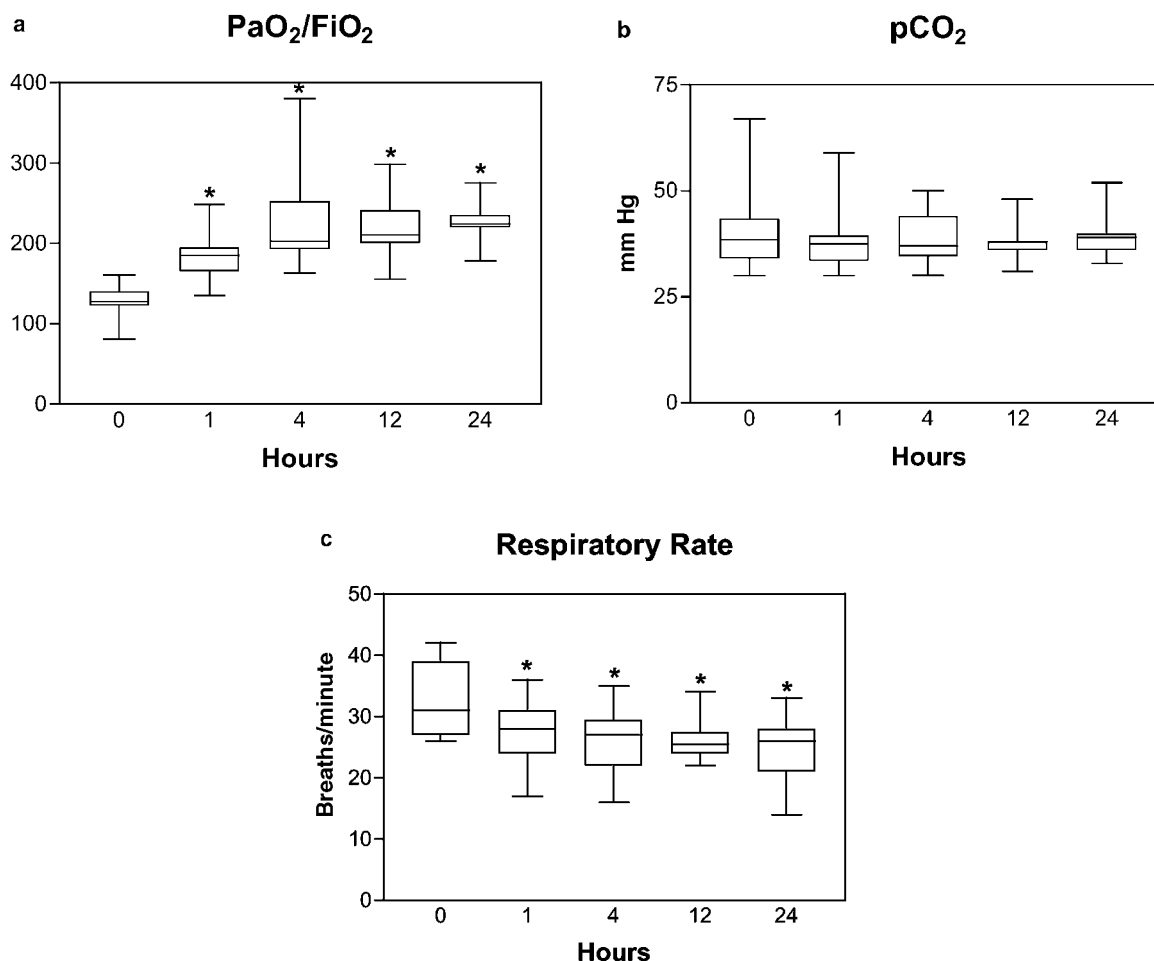 a
PaO₂/FiO₂
400
300
200
100
0
* * * *
0 1 4 12 24
Hours
b
pCO₂
75
50
25
0
mm Hg
0 1 4 12 24
Hours
c
Respiratory Rate
50
40
30
20
10
0
Breaths/minute
* * * *
0 1 4 12 24
Hours